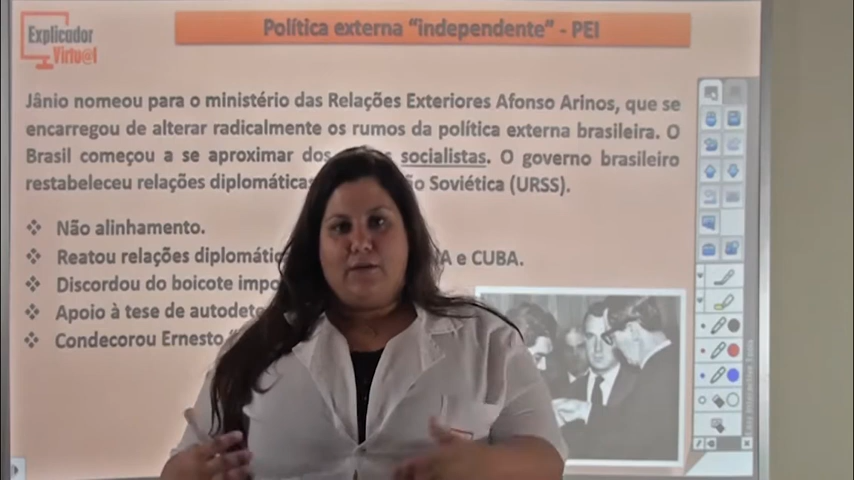 Explicador
Virtu@l
Política externa “independente” - PEI
Jânio nomeou para o ministério das Relações Exteriores Afonso Arinos, que se
encarregou de alterar radicalmente os rumos da política externa brasileira. O
Brasil começou a se aproximar dos socialistas. O governo brasileiro
restabeleceu relações diplomáticas Soviética (URSS).
Não alinhamento.
Reatou relações diplomátic e CUBA.
Discordou do boicote impo
Apoio à tese de autodete
Condecorou Ernesto